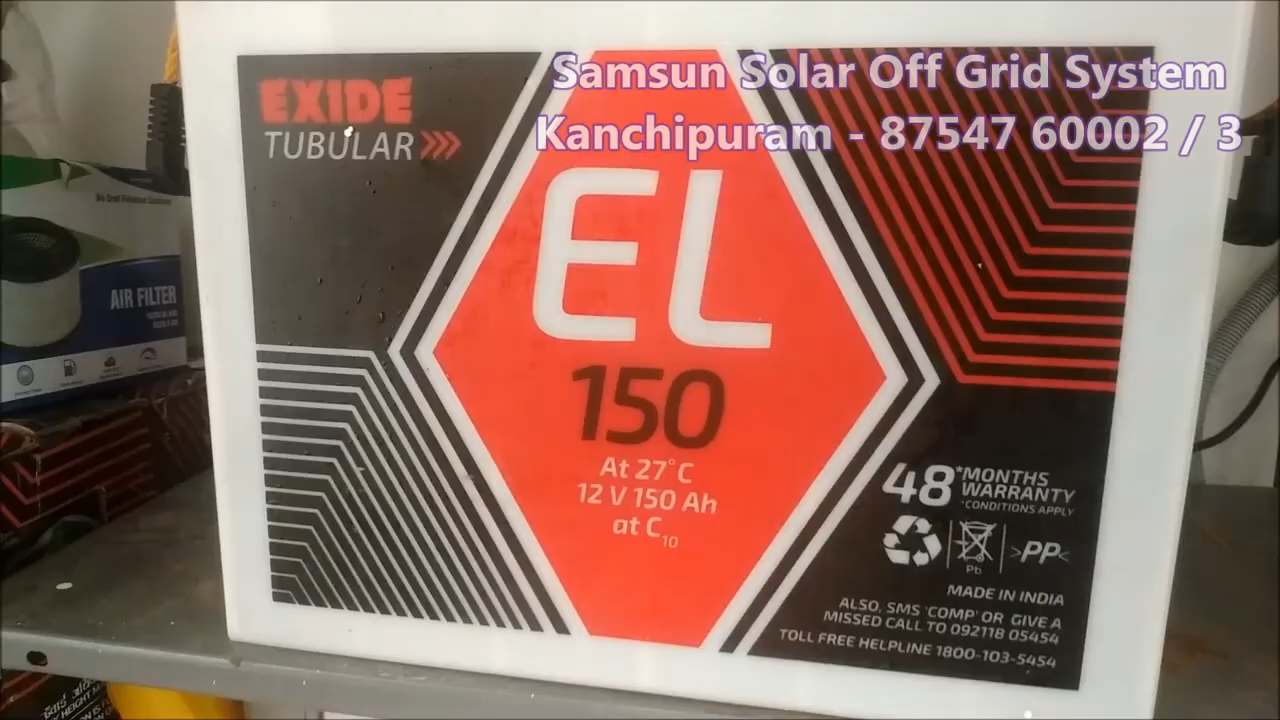 Samsun Solar Off Grid System
Kanchipuram - 87547 60002 / 3
EXIDE
TUBULAR
EL
150
At 27°C
12 V 150 Ah
at C10
48*MONTHS
WARRANTY
*CONDITIONS APPLY
Pb
>PP<
MADE IN INDIA
ALSO, SMS 'COMP' OR GIVE A
MISSED CALL TO 092118 05454
TOLL FREE HELPLINE 1800-103-5454
AIR FILTER